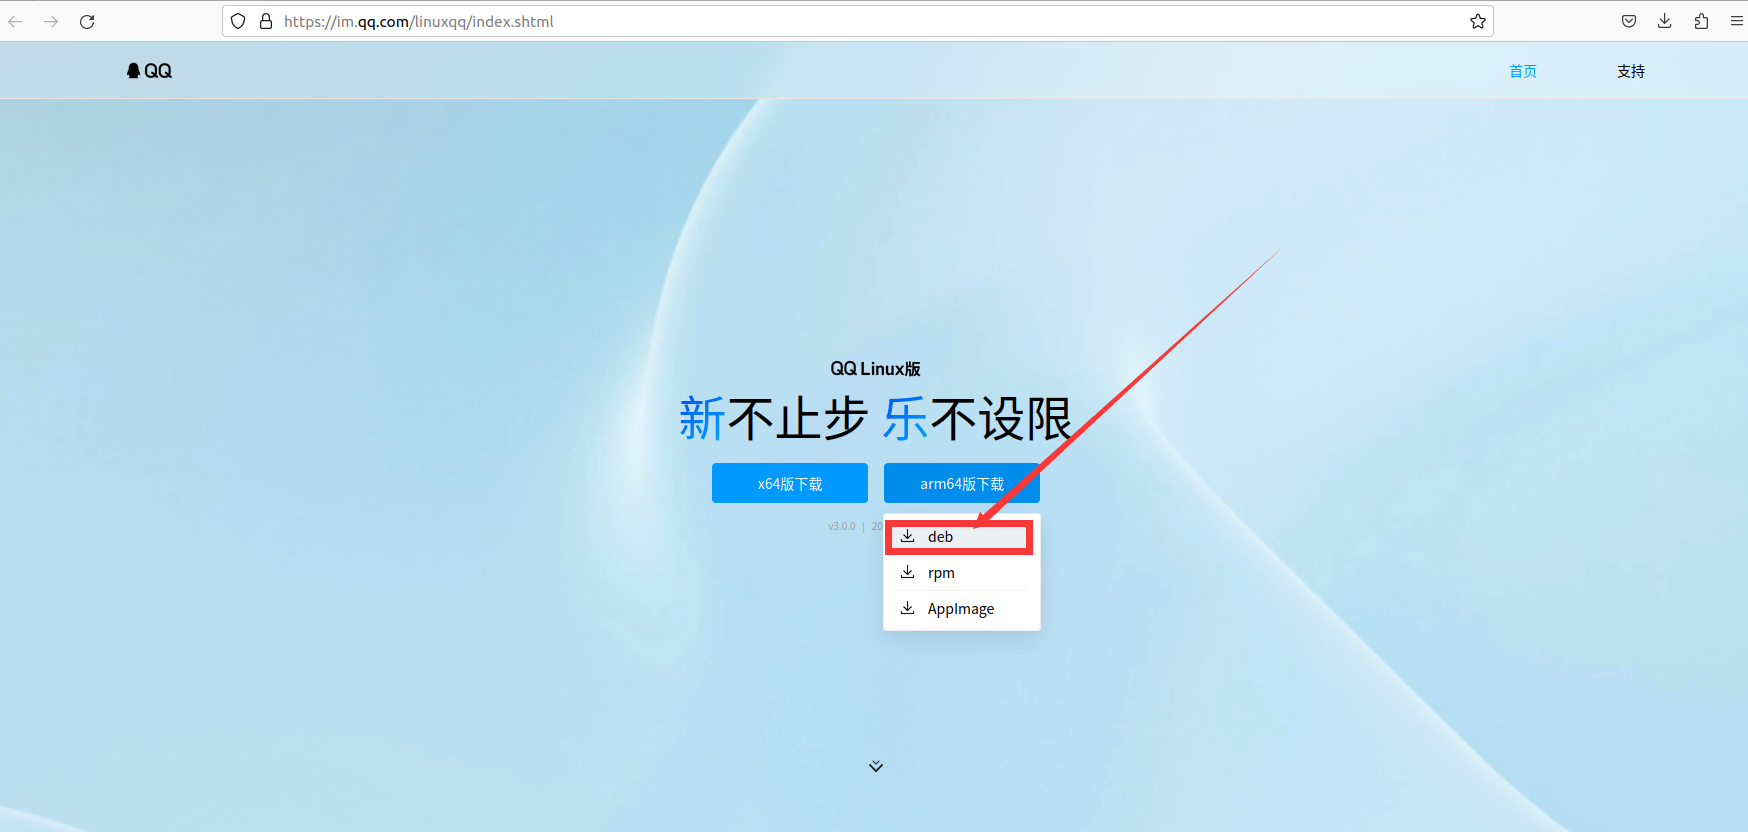 https://im.qq.com/linuxqq/index.shtml
QQ
首页
支持
QQ Linux版
新不止步 乐不设限
x64版下载
arm64版下载
v3.0.0 | 20
deb
rpm
AppImage